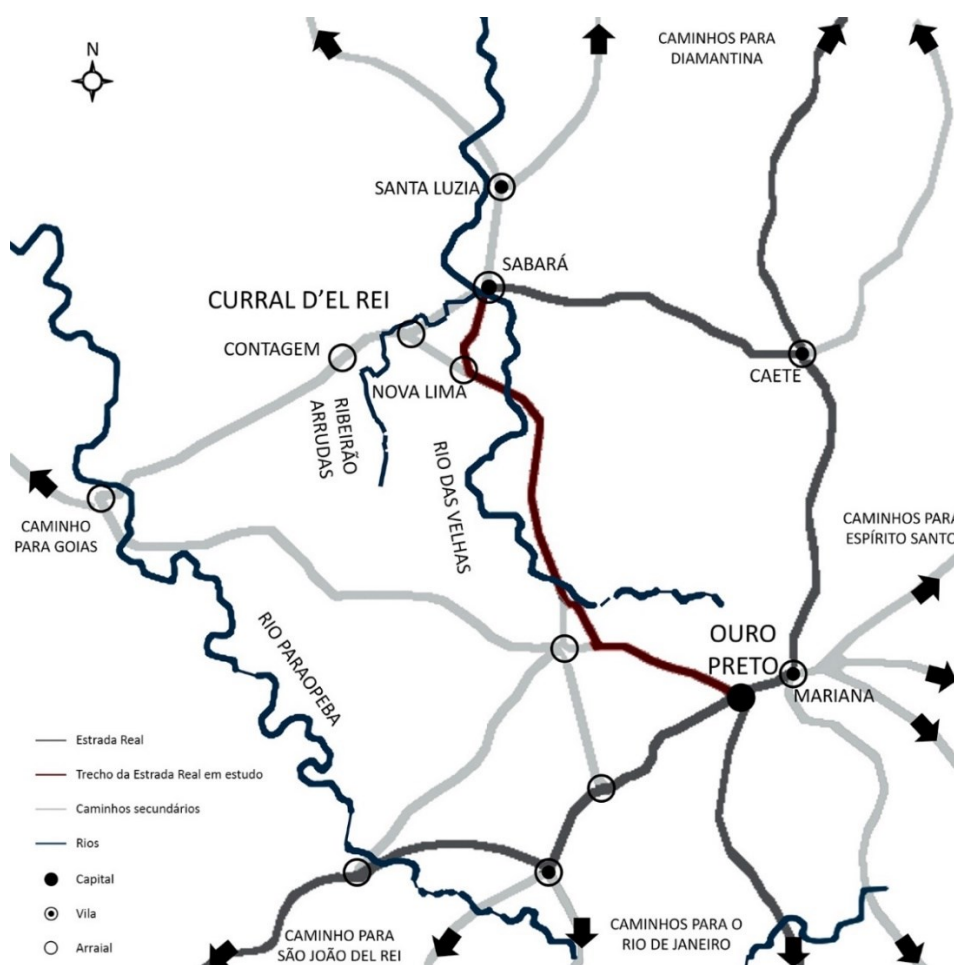 N
CAMINHOS PARA
DIAMANTINA
SANTA LUZIA
SABARÁ
CURRAL D'EL REI
CONTAGEM
CAETE
NOVA LIMA
RIBEIRÃO
ARRUDAS
RIO DAS VELHAS
CAMINHO
PARA GOIAS
CAMINHOS PARA
ESPÍRITO SANTO
RIO PARAOPEBA
OURO
PRETO
MARIANA
Estrada Real
Trecho da Estrada Real em estudo
Caminhos secundários
Rios
Capital
Vila
Arraial
CAMINHO PARA
SÃO JOÃO DEL REI
CAMINHOS PARA O
RIO DE JANEIRO